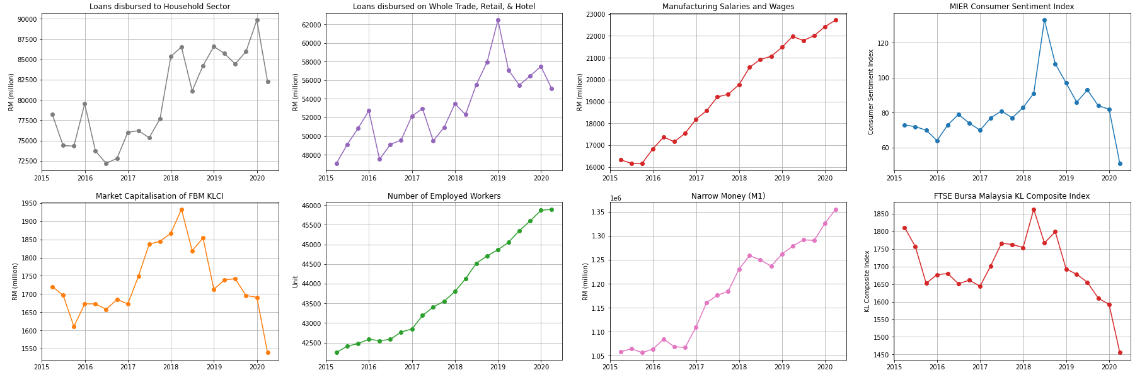 Loans disbursed to Household Sector
RM (million)
90000
87500
85000
82500
80000
77500
75000
72500
2015 2016 2017 2018 2019 2020
Loans disbursed on Whole Trade, Retail, & Hotel
RM (million)
62000
60000
58000
56000
54000
52000
50000
48000
2015 2016 2017 2018 2019 2020
Manufacturing Salaries and Wages
RM (million)
23000
22000
21000
20000
19000
18000
17000
16000
2015 2016 2017 2018 2019 2020
MIER Consumer Sentiment Index
Consumer Sentiment Index
120
100
80
60
2015 2016 2017 2018 2019 2020
Market Capitalisation of FBM KLCI
RM (million)
1950
1900
1850
1800
1750
1700
1650
1600
1550
2015 2016 2017 2018 2019 2020
Number of Employed Workers
Unit
46000
45500
45000
44500
44000
43500
43000
42500
2015 2016 2017 2018 2019 2020
Narrow Money (M1)
1e6
RM (million)
1.35
1.30
1.25
1.20
1.15
1.10
1.05
2015 2016 2017 2018 2019 2020
FTSE Bursa Malaysia KL Composite Index
KL Composite Index
1850
1800
1750
1700
1650
1600
1550
1500
1450
2015 2016 2017 2018 2019 2020